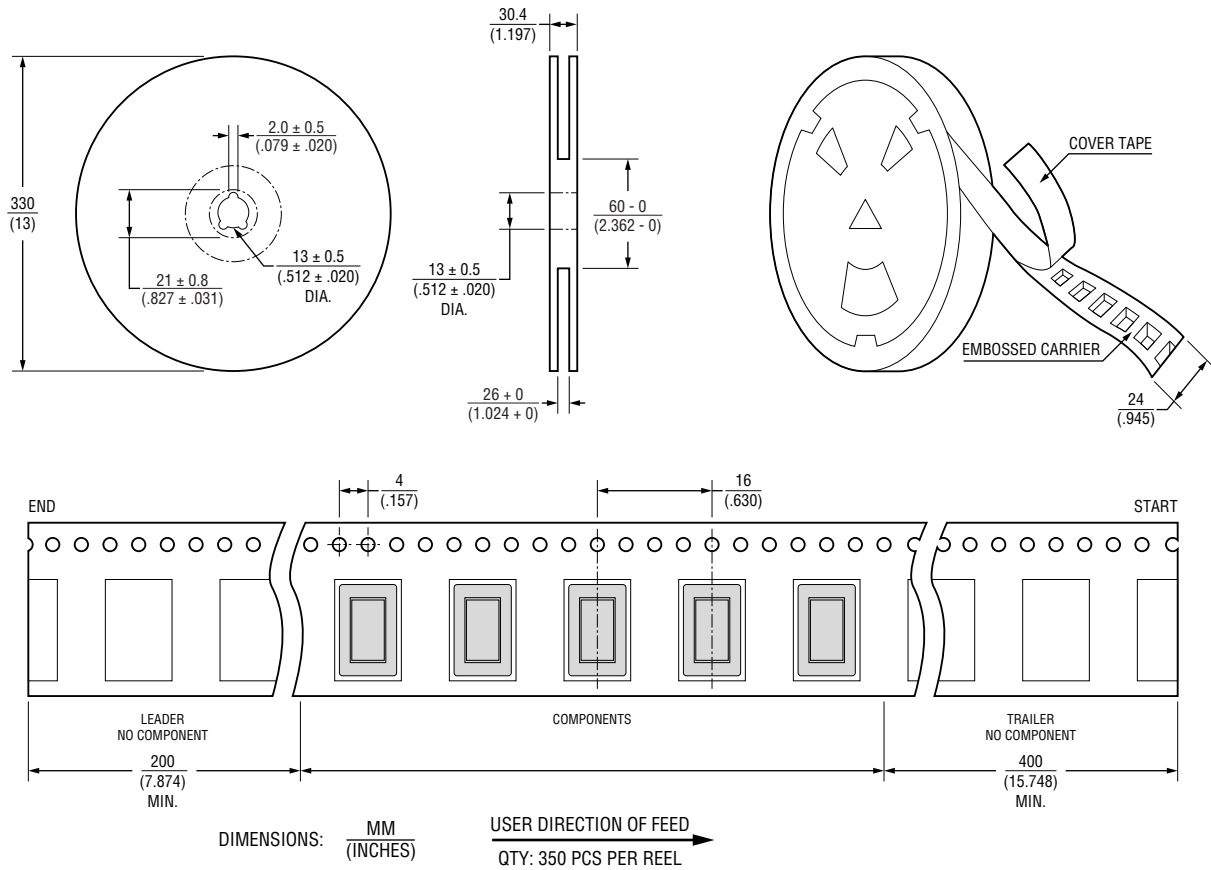 30.4
(1.197)
2.0 ± 0.5
(.079 ± .020)
330
(13)
21 ± 0.8
(.827 ± .031)
13 ± 0.5
(.512 ± .020)
DIA.
13 ± 0.5
(.512 ± .020)
DIA.
60 - 0
(2.362 - 0)
26 + 0
(1.024 + 0)
COVER TAPE
EMBOSSED CARRIER
24
(.945)
END
4
(.157)
16
(.630)
START
LEADER
NO COMPONENT
COMPONENTS
TRAILER
NO COMPONENT
200
(7.874)
MIN.
400
(15.748)
MIN.
DIMENSIONS:
MM
(INCHES)
USER DIRECTION OF FEED
QTY: 350 PCS PER REEL